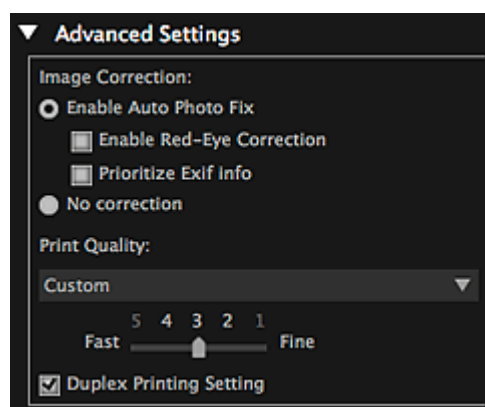 Advanced Settings
Image Correction:
Enable Auto Photo Fix
Enable Red-Eye Correction
Prioritize Exif info
No correction
Print Quality:
Custom
5 4 3 2 1
Fast Fine
Duplex Printing Setting